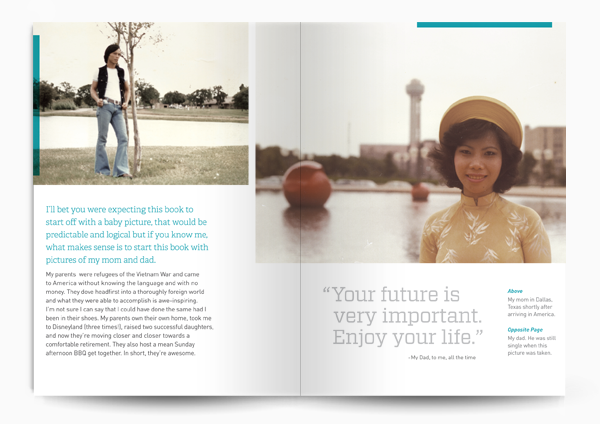 I'll bet you were expecting this book to
start off with a baby picture, that would be
predictable and logical but if you know me,
what makes sense is to start this book with
pictures of my mom and dad.
My parents were refugees of the Vietnam War and came
to America without knowing the language and with no
money. They dove headfirst into a thoroughly foreign world
and what they were able to accomplish is awe-inspiring.
I'm not sure I can say that I could have done the same had I
been in their shoes. My parents own their own home, took me
to Disneyland (three times!), raised two successful daughters,
and now they're moving closer and closer towards a
comfortable retirement. They also host a mean Sunday
afternoon BBQ get together. In short, they're awesome.
“Your future is
very important.
Enjoy your life.”
- My Dad, to me, all the time
Above
My mom in Dallas,
Texas shortly after
arriving in America.
Opposite Page
My dad. He was still
single when this
picture was taken.